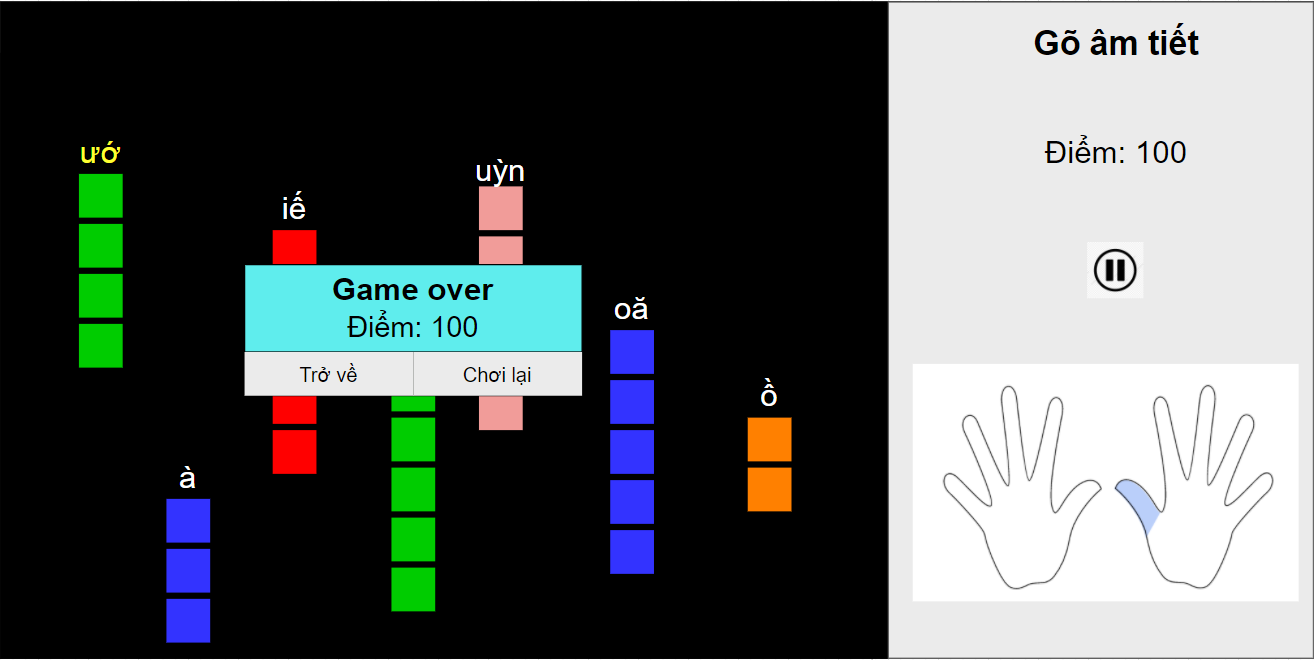 Gõ âm tiết
Điểm: 100
ướ
uỳn
iế
Game over
Điểm: 100
Trở về
Chơi lại
oă
ồ
à